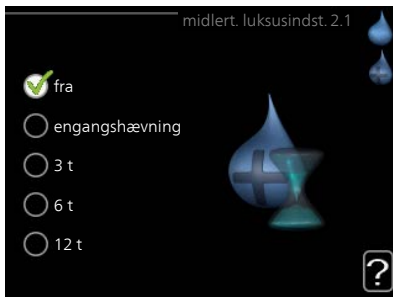 midlert. luksusindst. 2.1
fra
engangshævning
3 t
6 t
12 t
?